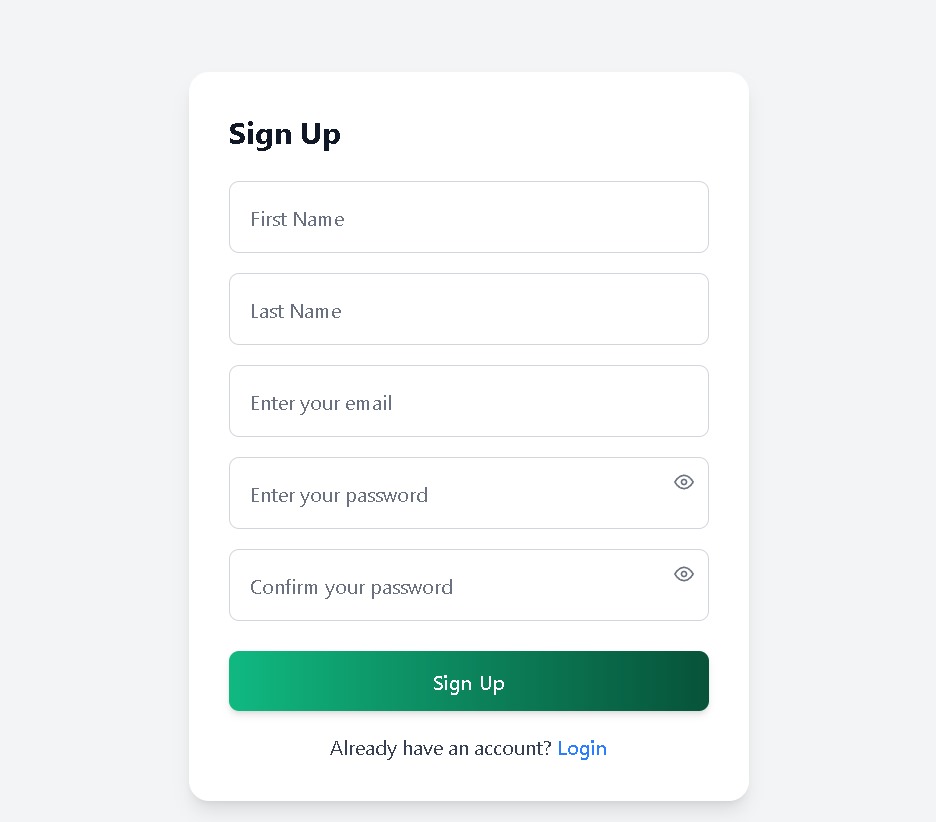 Sign Up
First Name
Last Name
Enter your email
Enter your password
Confirm your password
Sign Up
Already have an account? Login